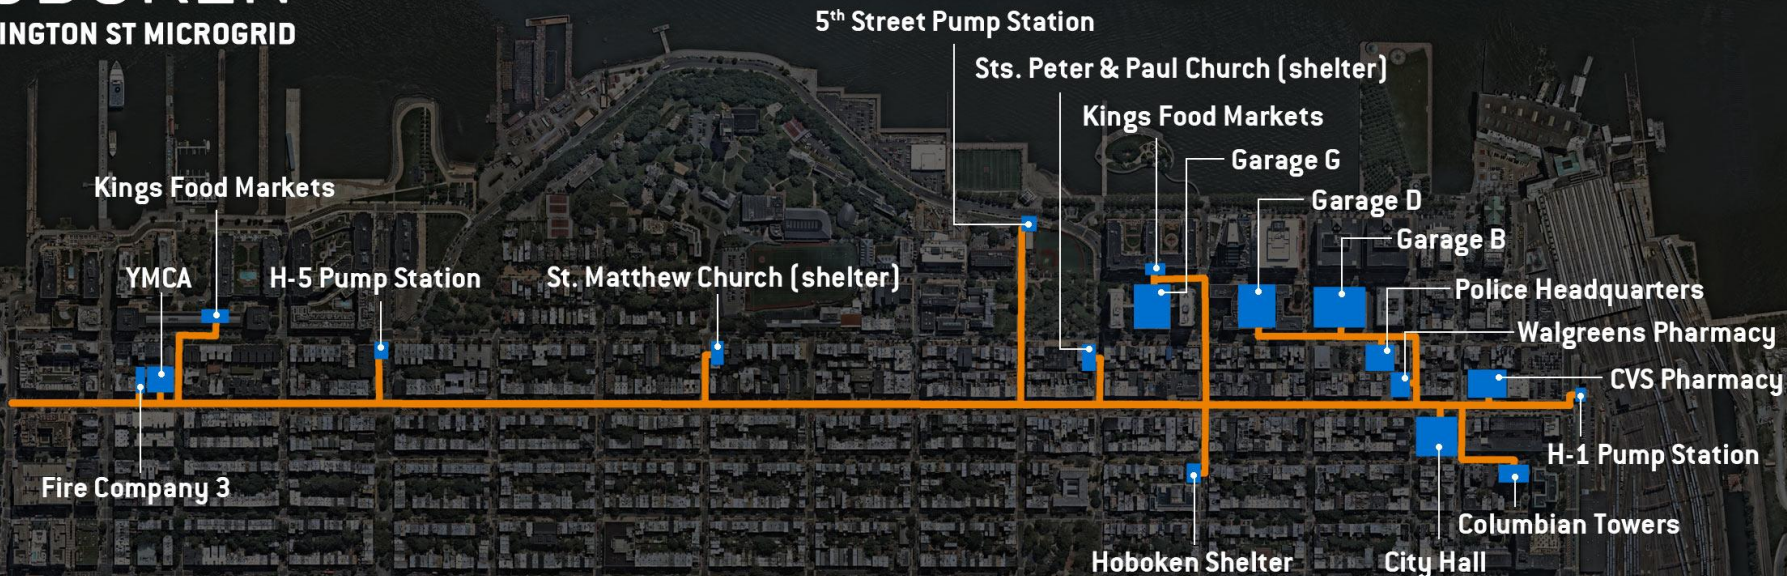 INGTON ST MICROGRID
5th Street Pump Station
Sts. Peter & Paul Church (shelter)
Kings Food Markets
Garage G
Kings Food Markets
Garage D
Garage B
YMCA
H-5 Pump Station
St. Matthew Church (shelter)
Police Headquarters
Walgreens Pharmacy
CVS Pharmacy
H-1 Pump Station
Fire Company 3
Columbian Towers
Hoboken Shelter
City Hall